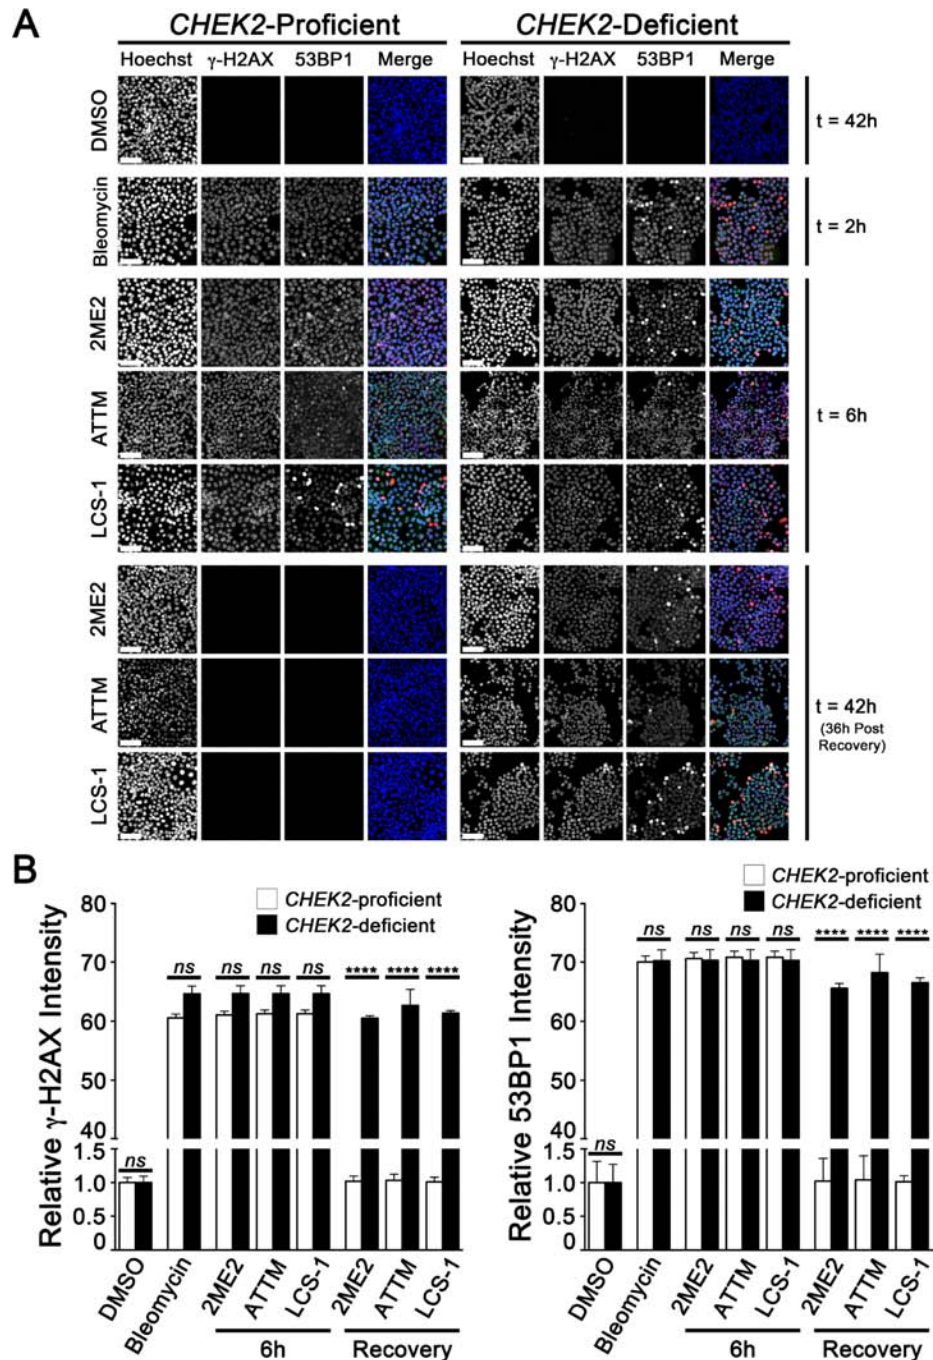 A
CHEK2-Proficient CHEK2-Deficient
Hoechst γ-H2AX 53BP1 Merge Hoechst γ-H2AX 53BP1 Merge
DMSO
t = 42h
Bleomycin
t = 2h
2ME2
ATTM
t = 6h
LCS-1
2ME2
ATTM
t = 42h
(36h Post
Recovery)
LCS-1
B
CHEK2-proficient
CHEK2-deficient
Relative γ-H2AX Intensity
80
70
60
50
40
1.5
1.0
0.5
0
ns
ns ns ns ns **** **** ****
DMSO Bleomycin 2ME2 ATTM LCS-1 2ME2 ATTM LCS-1
6h Recovery
CHEK2-proficient
CHEK2-deficient
Relative 53BP1 Intensity
80
70
60
50
40
1.5
1.0
0.5
0
ns
ns ns ns ns **** **** ****
DMSO Bleomycin 2ME2 ATTM LCS-1 2ME2 ATTM LCS-1
6h Recovery